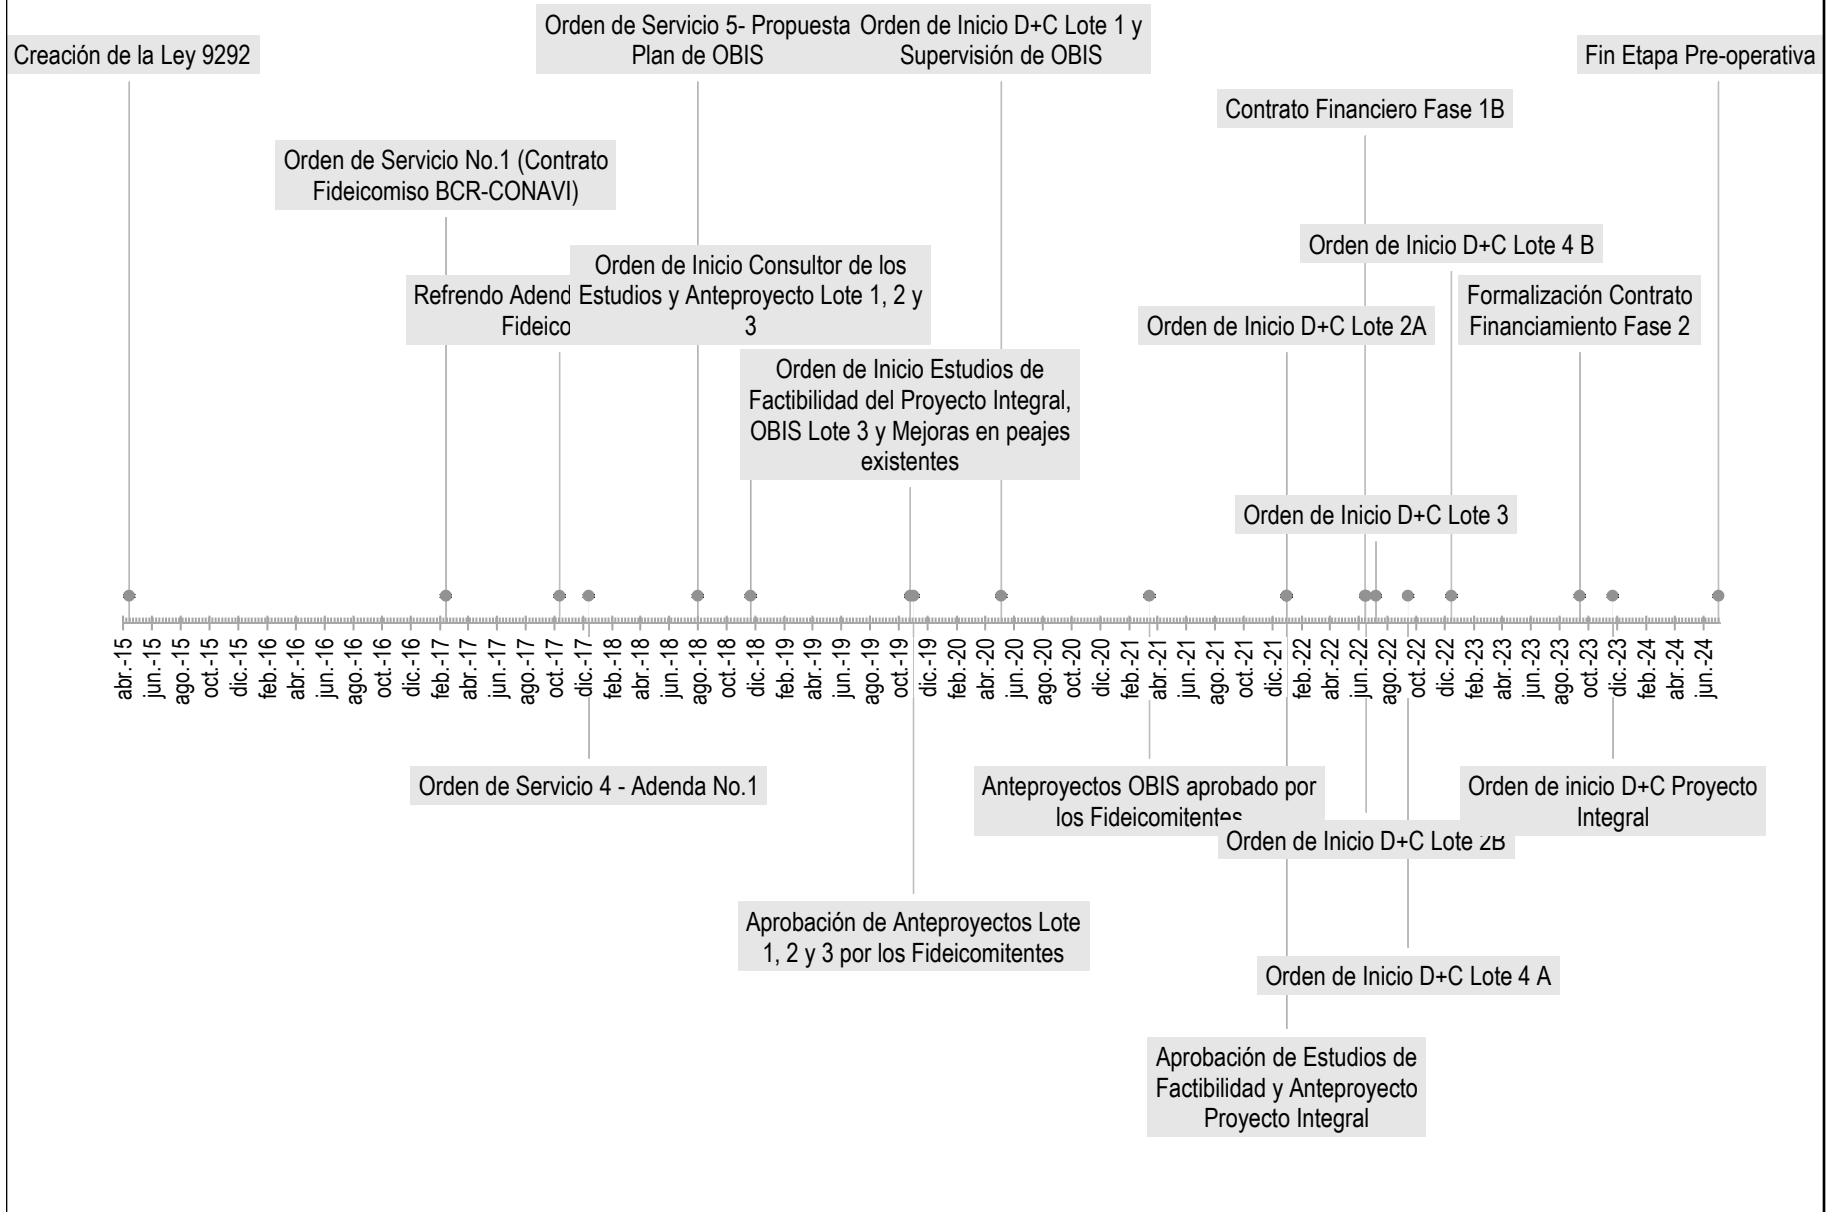 Creación de la Ley 9292
Orden de Servicio 5- Propuesta
Plan de OBIS
Orden de Inicio D+C Lote 1 y
Supervisión de OBIS
Fin Etapa Pre-operativa
Contrato Financiero Fase 1B
Orden de Servicio No.1 (Contrato
Fideicomiso BCR-CONAVI)
Orden de Inicio D+C Lote 4 B
Refrendo Adend
Fideico
Orden de Inicio Consultor de los
Estudios y Anteproyecto Lote 1, 2 y
3
Orden de Inicio D+C Lote 2A
Formalización Contrato
Financiamiento Fase 2
Orden de Inicio Estudios de
Factibilidad del Proyecto Integral,
OBIS Lote 3 y Mejoras en peajes
existentes
Orden de Inicio D+C Lote 3
abr.-15
jun.-15
ago.-15
oct.-15
dic.-15
feb.-16
abr.-16
jun.-16
ago.-16
oct.-16
dic.-16
feb.-17
abr.-17
jun.-17
ago.-17
oct.-17
dic.-17
feb.-18
abr.-18
jun.-18
ago.-18
oct.-18
dic.-18
feb.-19
abr.-19
jun.-19
ago.-19
oct.-19
dic.-19
feb.-20
abr.-20
jun.-20
ago.-20
oct.-20
dic.-20
feb.-21
abr.-21
jun.-21
ago.-21
oct.-21
dic.-21
feb.-22
abr.-22
jun.-22
ago.-22
oct.-22
dic.-22
feb.-23
abr.-23
jun.-23
ago.-23
oct.-23
dic.-23
feb.-24
abr.-24
jun.-24
Orden de Servicio 4 - Adenda No.1
Anteproyectos OBIS aprobado por
los Fideicomitentes
Orden de inicio D+C Proyecto
Integral
Orden de Inicio D+C Lote 2B
Aprobación de Anteproyectos Lote
1, 2 y 3 por los Fideicomitentes
Orden de Inicio D+C Lote 4 A
Aprobación de Estudios de
Factibilidad y Anteproyecto
Proyecto Integral